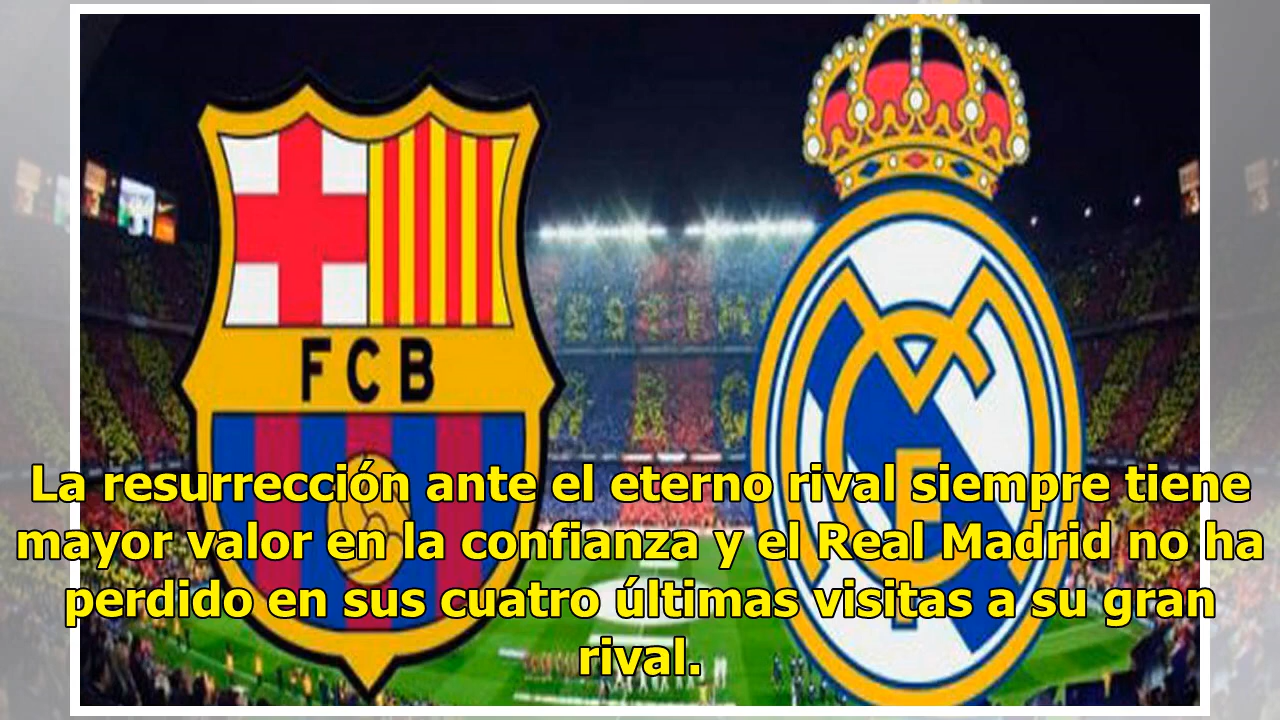 FCB
La resurrección ante el eterno rival siempre tiene
mayor valor en la confianza y el Real Madrid no ha
perdido en sus cuatro últimas visitas a su gran
rival.